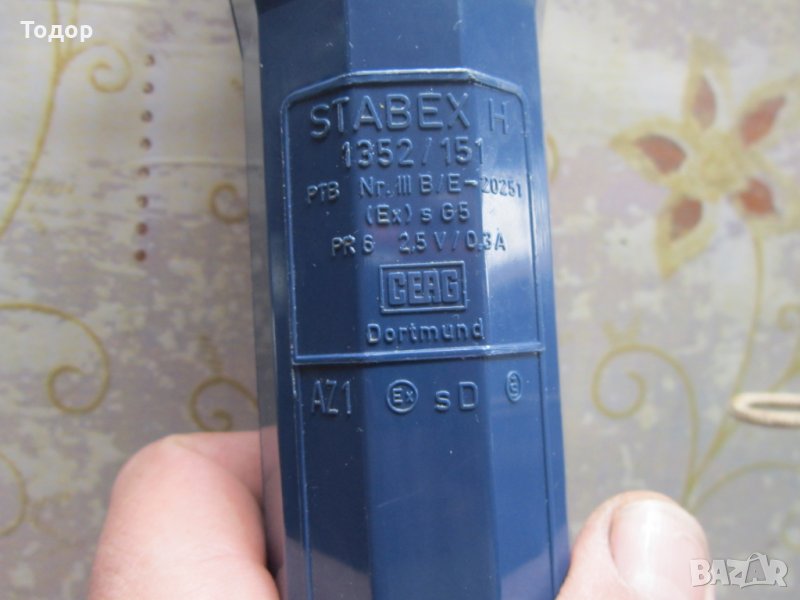 Тодор
STABEX H
1352/151
PTB Nr. III B/E-20251
(Ex) s G5
PR 6 2,5 V/0,3A
CEAG
Dortmund
AZ1 Ex sD
BAZAR